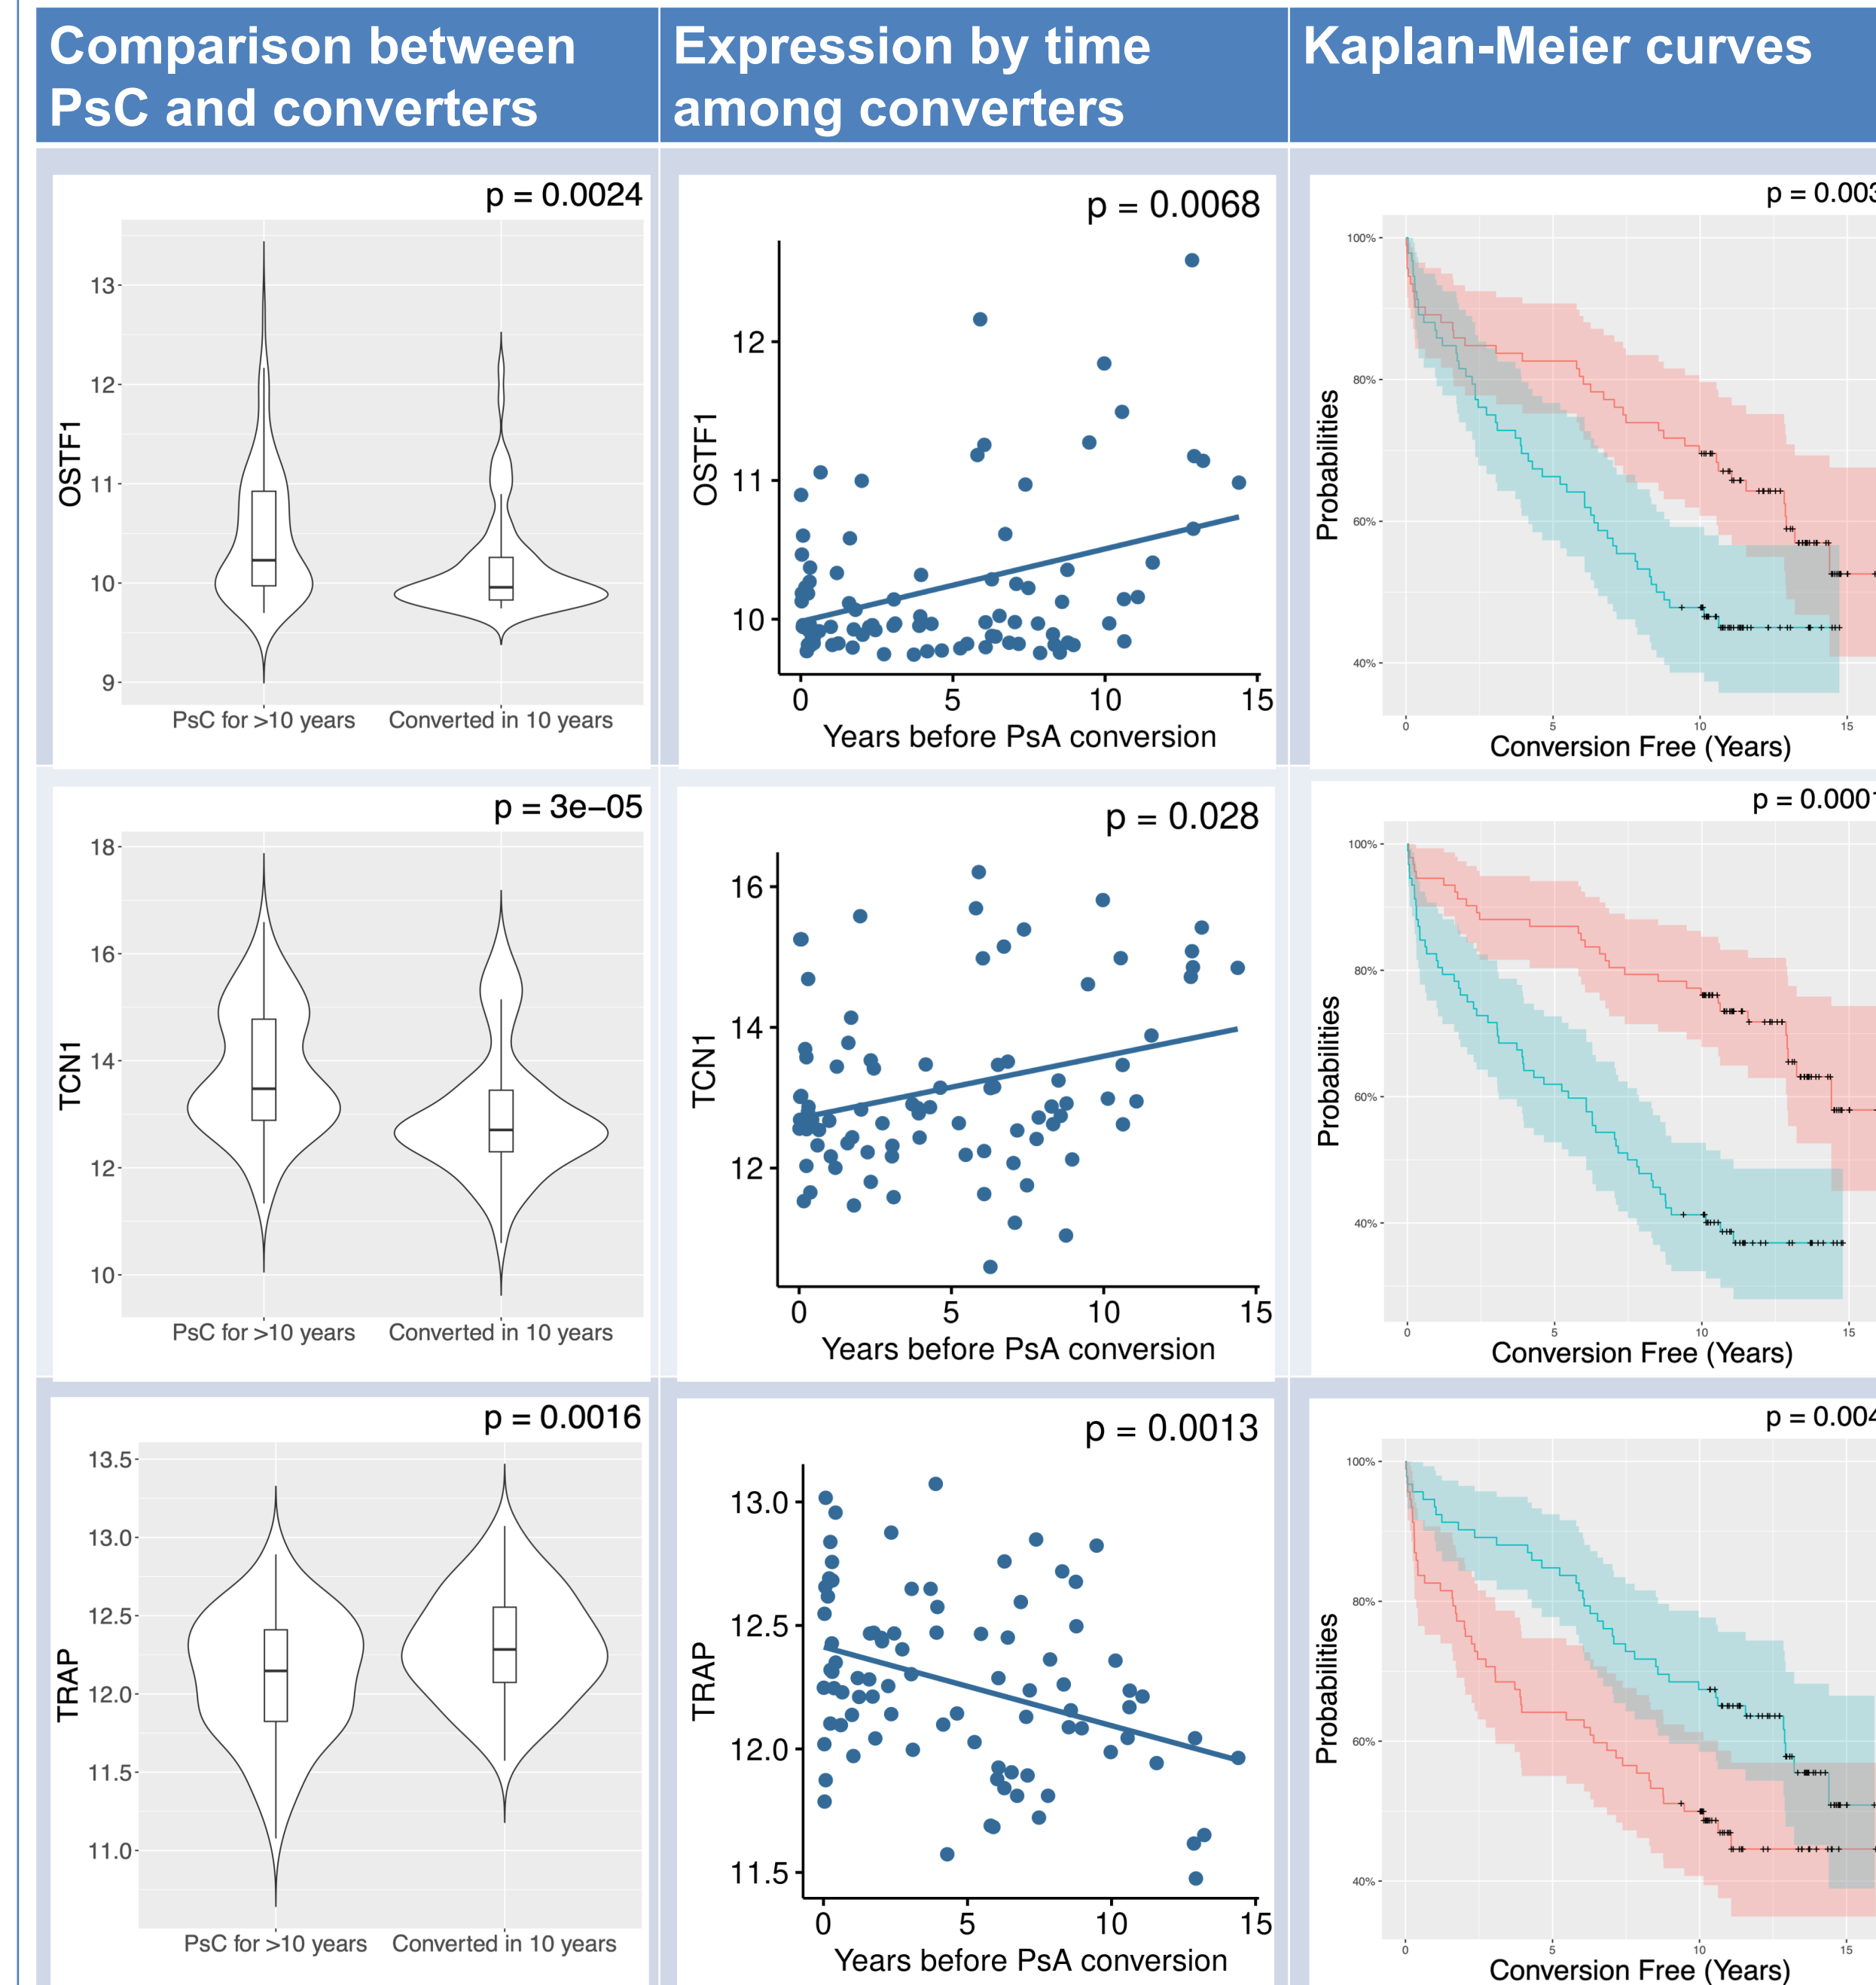 Comparison between
PsC and converters
Expression by time
among converters
Kaplan-Meier curves
p = 0.0024
OSTF1
13
12
11
10
9
PsC for >10 years Converted in 10 years
p = 0.0068
OSTF1
12
11
10
0 5 10 15
Years before PsA conversion
p = 0.003
Probabilities
100%
80%
60%
40%
0 5 10 15
Conversion Free (Years)
p = 3e−05
TCN1
18
16
14
12
10
PsC for >10 years Converted in 10 years
p = 0.028
TCN1
16
14
12
0 5 10 15
Years before PsA conversion
p = 0.0001
Probabilities
100%
80%
60%
40%
0 5 10 15
Conversion Free (Years)
p = 0.0016
TRAP
13.5
13.0
12.5
12.0
11.5
11.0
PsC for >10 years Converted in 10 years
p = 0.0013
TRAP
13.0
12.5
12.0
11.5
0 5 10 15
Years before PsA conversion
p = 0.004
Probabilities
100%
80%
60%
40%
0 5 10 15
Conversion Free (Years)